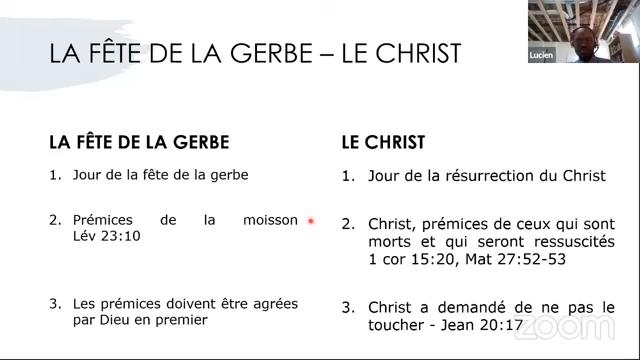 LA FÊTE DE LA GERBE – LE CHRIST
Lucien
LA FÊTE DE LA GERBE
1. Jour de la fête de la gerbe
2. Prémices de la moisson
Lév 23:10
3. Les prémices doivent être agrées
par Dieu en premier
LE CHRIST
1. Jour de la résurrection du Christ
2. Christ, prémices de ceux qui sont
morts et qui seront ressuscités
1 cor 15:20, Mat 27:52-53
3. Christ a demandé de ne pas le
toucher - Jean 20:17
zoom